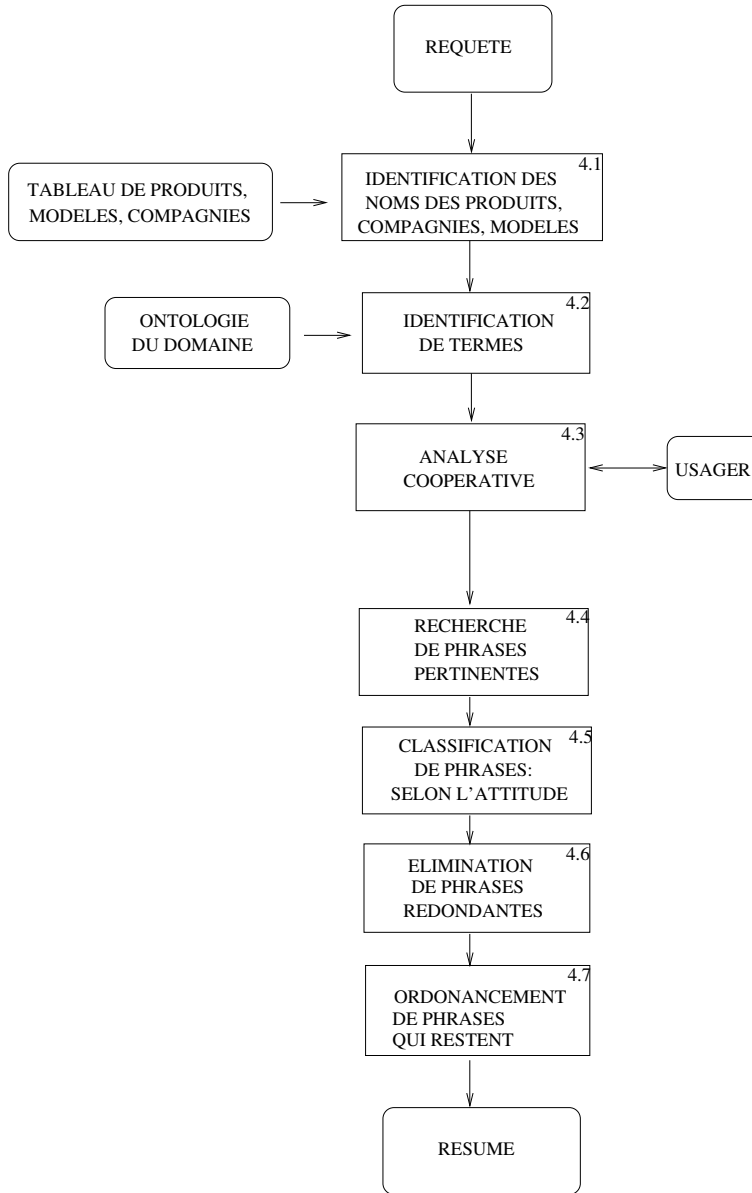 REQUETE
4.1
TABLEAU DE PRODUITS,
MODELES, COMPAGNIES
IDENTIFICATION DES
NOMS DES PRODUITS,
COMPAGNIES, MODELES
4.2
ONTOLOGIE
DU DOMAINE
IDENTIFICATION
DE TERMES
4.3
ANALYSE
COOPERATIVE
USAGER
4.4
RECHERCHE
DE PHRASES
PERTINENTES
4.5
CLASSIFICATION
DE PHRASES:
SELON L'ATTITUDE
4.6
ELIMINATION
DE PHRASES
REDONDANTES
4.7
ORDONANCEMENT
DE PHRASES
QUI RESTENT
RESUME